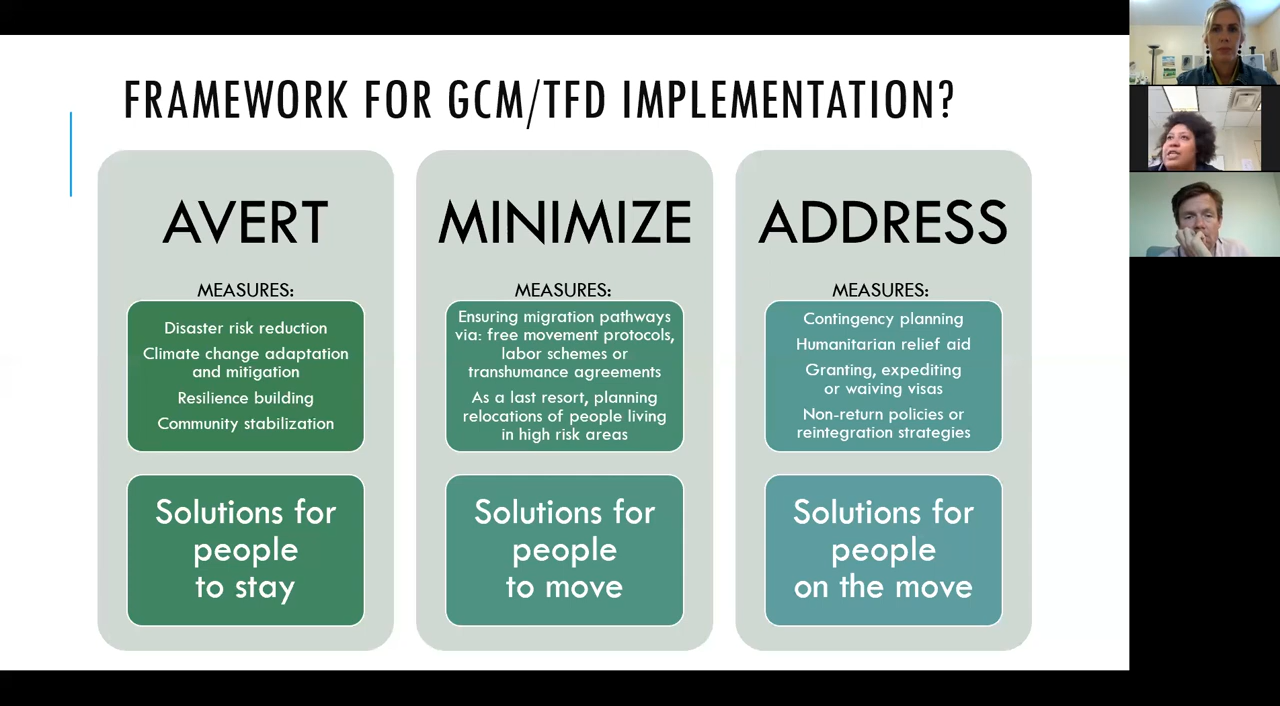 FRAMEWORK FOR GCM/TFD IMPLEMENTATION?
AVERT
MEASURES:
Disaster risk reduction
Climate change adaptation
and mitigation
Resilience building
Community stabilization
Solutions for
people
to stay
MINIMIZE
MEASURES:
Ensuring migration pathways
via: free movement protocols,
labor schemes or
transhumance agreements
As a last resort, planning
relocations of people living
in high risk areas
Solutions for
people
to move
ADDRESS
MEASURES:
Contingency planning
Humanitarian relief aid
Granting, expediting
or waiving visas
Non-return policies or
reintegration strategies
Solutions for
people
on the move